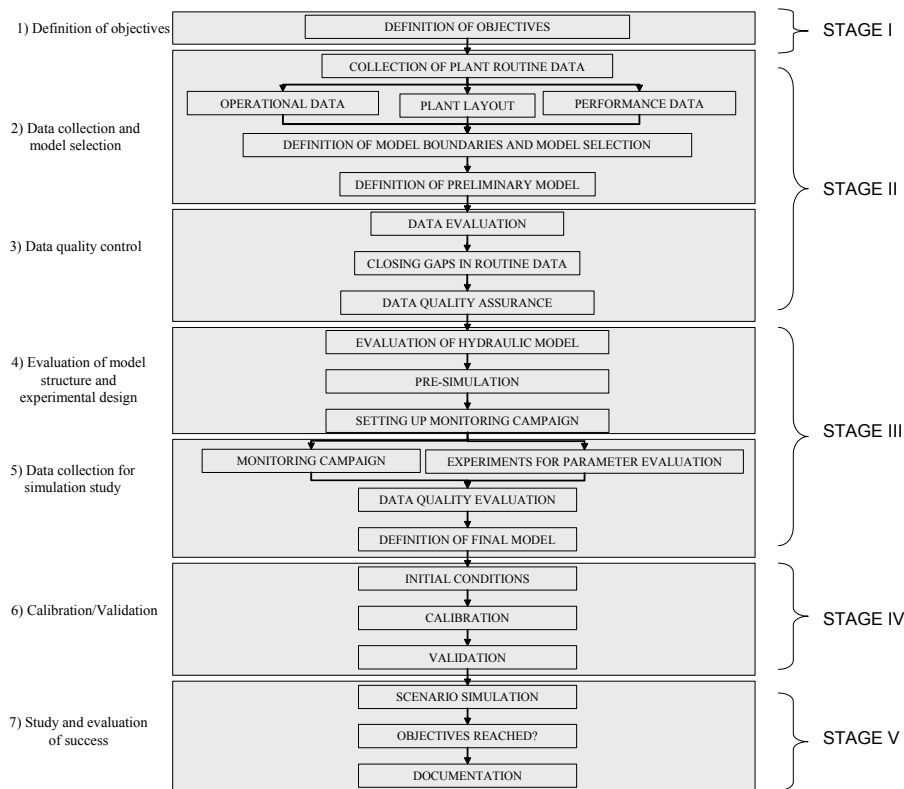 1) Definition of objectives
DEFINITION OF OBJECTIVES
STAGE I
COLLECTION OF PLANT ROUTINE DATA
OPERATIONAL DATA
PLANT LAYOUT
PERFORMANCE DATA
2) Data collection and
model selection
DEFINITION OF MODEL BOUNDARIES AND MODEL SELECTION
DEFINITION OF PRELIMINARY MODEL
STAGE II
3) Data quality control
DATA EVALUATION
CLOSING GAPS IN ROUTINE DATA
DATA QUALITY ASSURANCE
4) Evaluation of model
structure and
experimental design
EVALUATION OF HYDRAULIC MODEL
PRE-SIMULATION
SETTING UP MONITORING CAMPAIGN
STAGE III
5) Data collection for
simulation study
MONITORING CAMPAIGN
EXPERIMENTS FOR PARAMETER EVALUATION
DATA QUALITY EVALUATION
DEFINITION OF FINAL MODEL
6) Calibration/Validation
INITIAL CONDITIONS
CALIBRATION
VALIDATION
STAGE IV
7) Study and evaluation
of success
SCENARIO SIMULATION
OBJECTIVES REACHED?
DOCUMENTATION
STAGE V